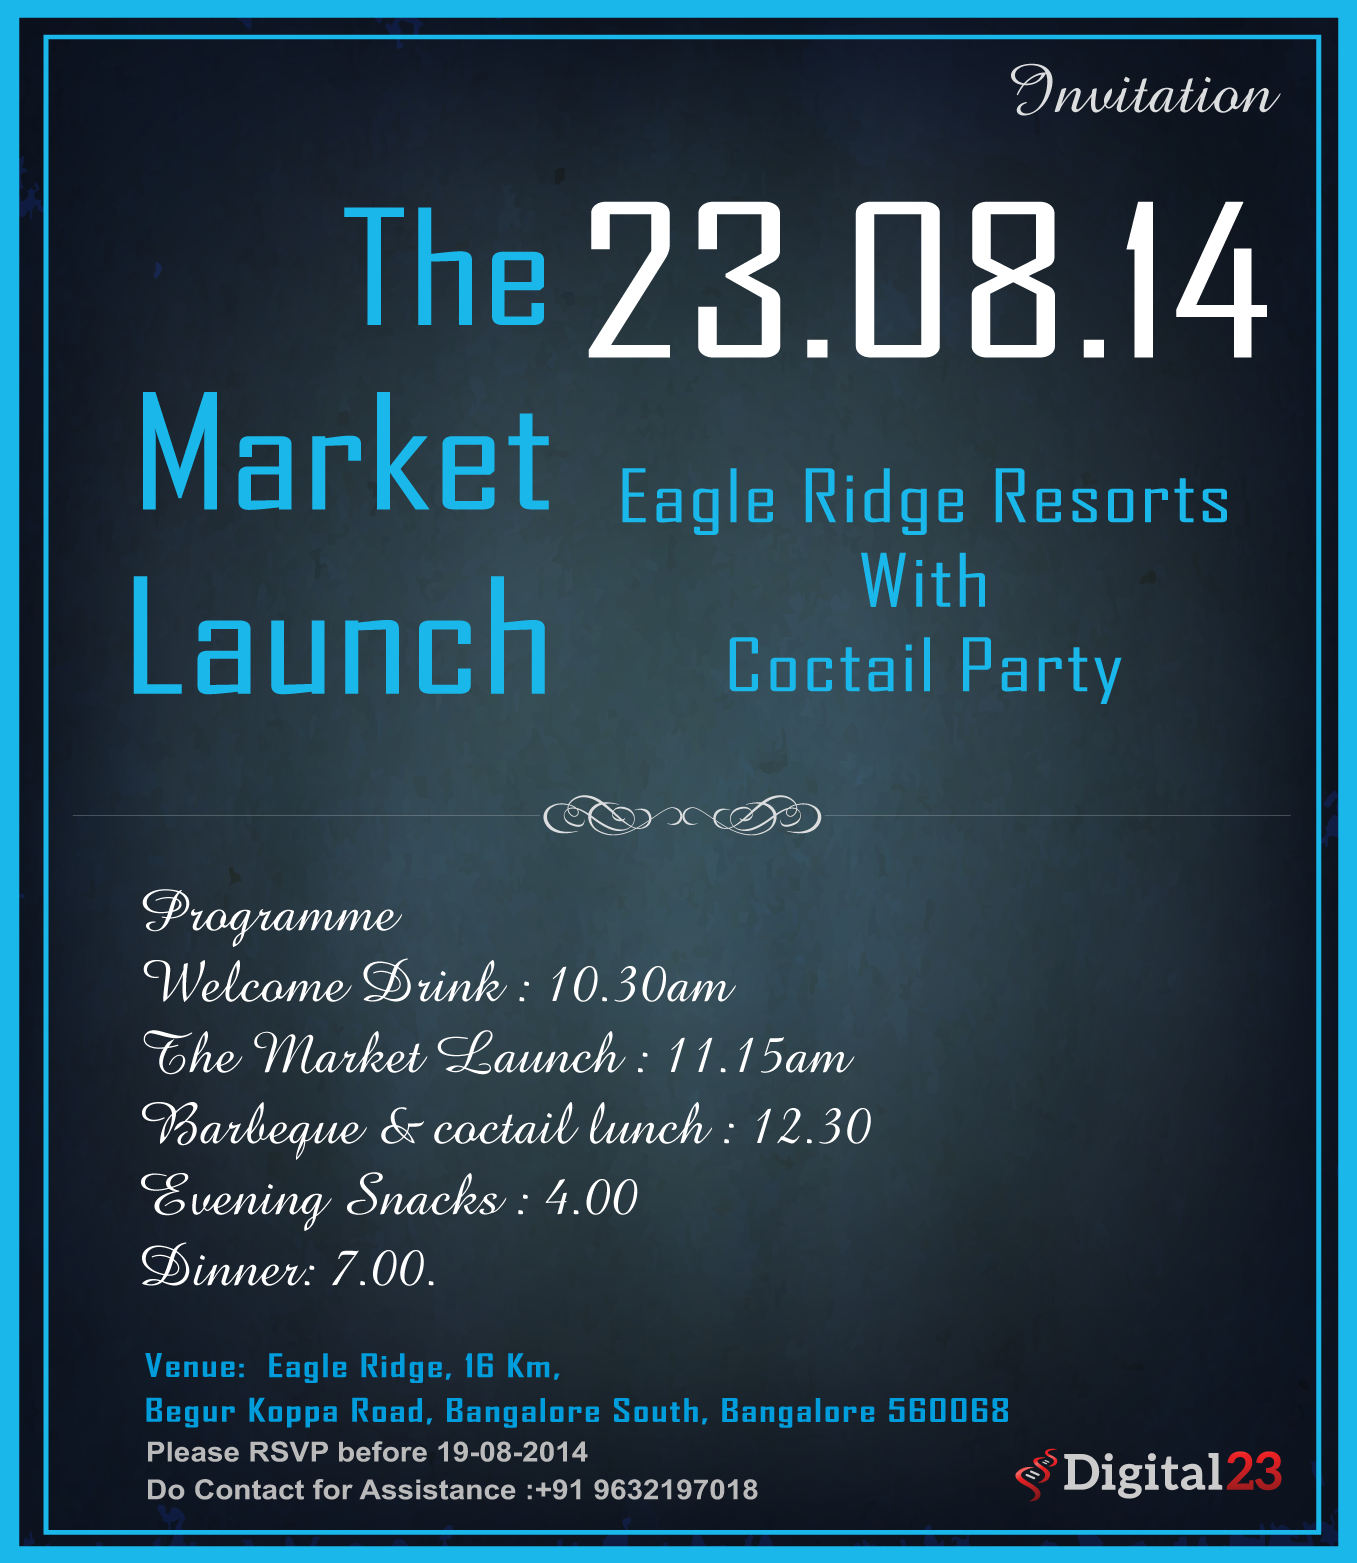 Invitation
The
Market
Launch
23.08.14
Eagle Ridge Resorts
With
Coctail Party
Programme
Welcome Drink : 10.30am
The Market Launch : 11.15am
Barbeque & coctail lunch : 12.30
Evening Snacks : 4.00
Dinner: 7.00.
Venue: Eagle Ridge, 16 Km,
Begur Koppa Road, Bangalore South, Bangalore 560068
Please RSVP before 19-08-2014
Do Contact for Assistance :+91 9632197018
Digital23